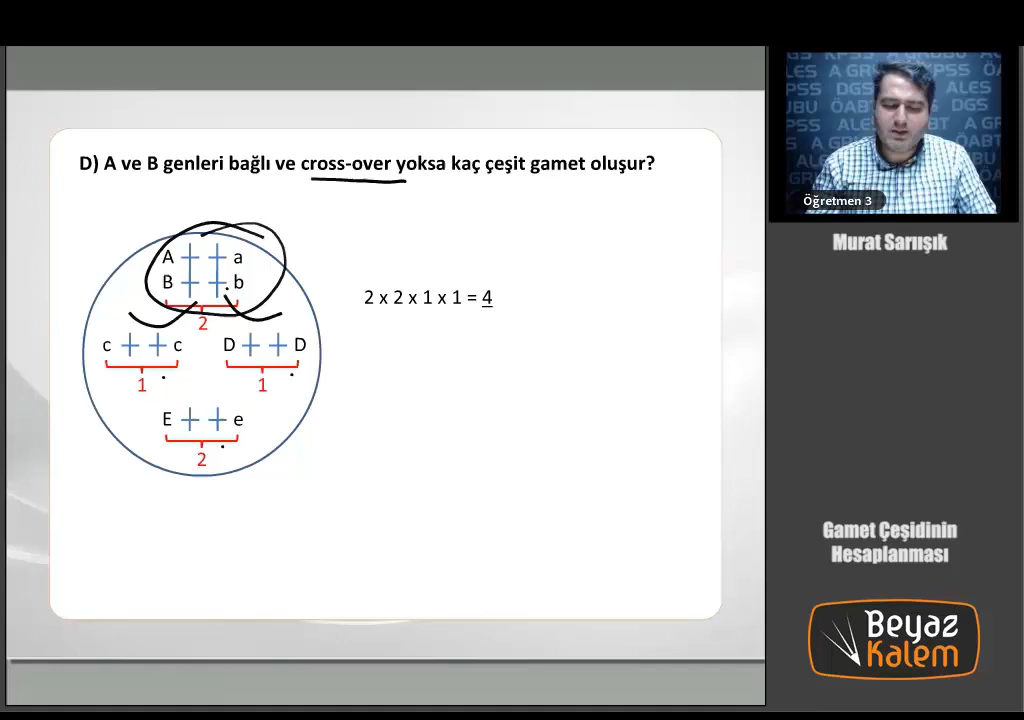 D) A ve B genleri bağlı ve cross-over yoksa kaç çeşit gamet oluşur?
A a
B b
2
2 x 2 x 1 x 1 = 4
c c D D
1 1
E e
2
Öğretmen 3
Murat Sarıışık
Gamet Çeşidinin
Hesaplanması
Beyaz
Kalem